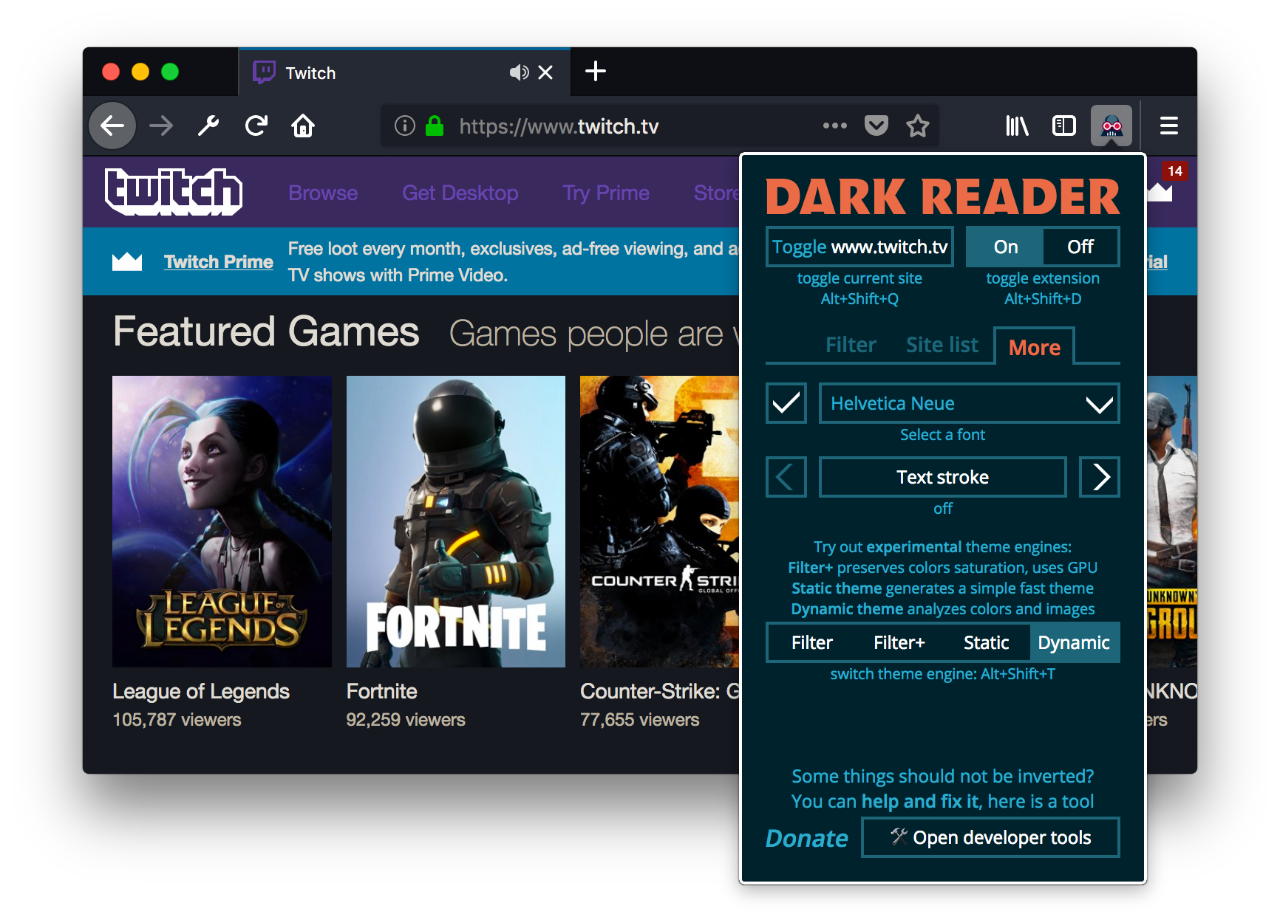 Twitch
https://www.twitch.tv
twitch
Browse Get Desktop Try Prime Store
14
Twitch Prime Free loot every month, exclusives, ad-free viewing, and a
TV shows with Prime Video.
ial
Featured Games Games people are w
LEAGUE OF
LEGENDS
FORTNITE
COUNTER STRI
GLOBAL OFF
UNKNOWN
GROU
League of Legends
105,787 viewers
Fortnite
92,259 viewers
Counter-Strike: G
77,655 viewers
NKNO
ers
DARK READER
Toggle www.twitch.tv
On Off
toggle current site
Alt+Shift+Q
toggle extension
Alt+Shift+D
Filter Site list More
Helvetica Neue
Select a font
Text stroke
off
Try out experimental theme engines:
Filter+ preserves colors saturation, uses GPU
Static theme generates a simple fast theme
Dynamic theme analyzes colors and images
Filter Filter+ Static Dynamic
switch theme engine: Alt+Shift+T
Some things should not be inverted?
You can help and fix it, here is a tool
Donate Open developer tools